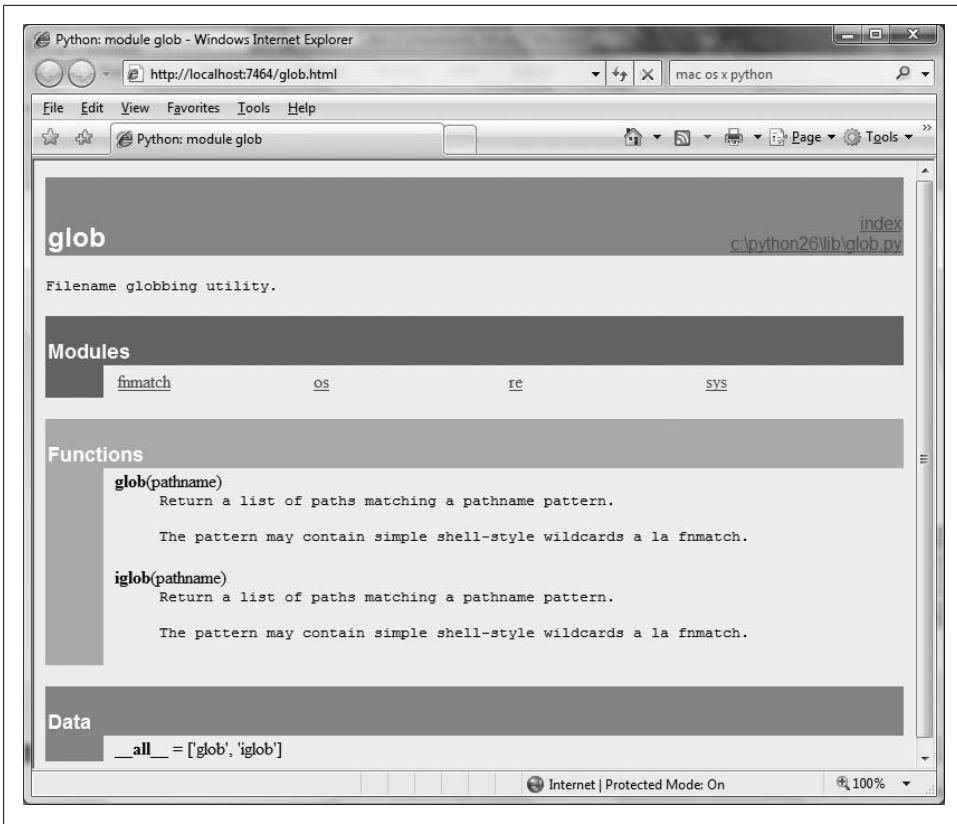 Python: module glob - Windows Internet Explorer
http://localhost:7464/glob.html
mac os x python
File Edit View Favorites Tools Help
Python: module glob
Page Tools »
glob
index
c:\python26\lib\glob.py
Filename globbing utility.
Modules
fnmatch os re sys
Functions
glob(pathname)
Return a list of paths matching a pathname pattern.
The pattern may contain simple shell-style wildcards a la fnmatch.
iglob(pathname)
Return a list of paths matching a pathname pattern.
The pattern may contain simple shell-style wildcards a la fnmatch.
Data
__all__ = ['glob', 'iglob']
Internet | Protected Mode: On
100%